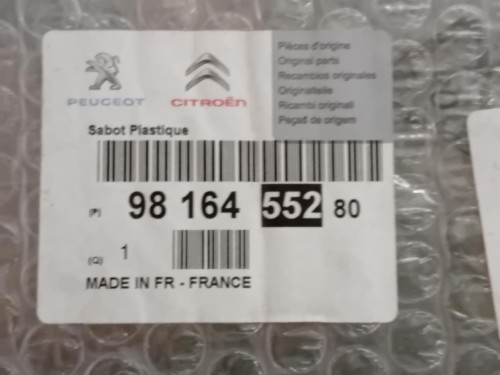 PEUGEOT
CITROËN
Pièces d'origine
Original parts
Recambios originales
Originalteile
Ricambi originali
Peças de origem
Sabot Plastique
(P) 98 164 552 80
(Q) 1
MADE IN FR - FRANCE